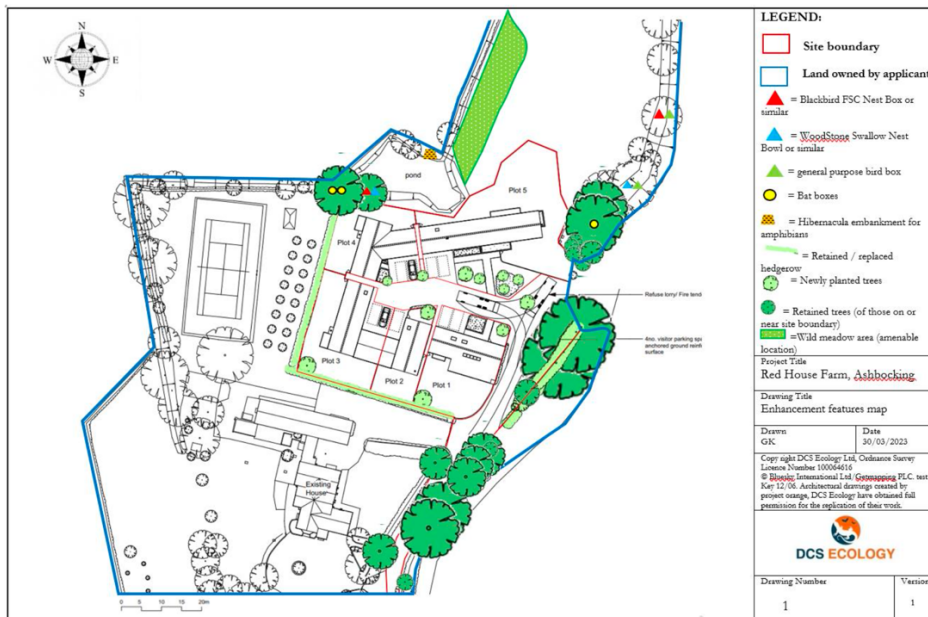 N
W E
S
pond
Plot 5
Plot 4
Refuse lorry/ Fire tend
4no. visitor parking sp
anchored ground reinf
surface
Plot 3
Plot 2
Plot 1
Existing
House
0 5 10 15 20m
LEGEND:
Site boundary
Land owned by applicant
= Blackbird FSC Nest Box or
similar
= WoodStone Swallow Nest
Bowl or similar
= general purpose bird box
= Bat boxes
= Hibernacula embankment for
amphibians
= Retained / replaced
hedgerow
= Newly planted trees
= Retained trees (of those on or
near site boundary)
=Wild meadow area (amenable
location)
Project Title
Red House Farm, Ashbocking
Drawing Title
Enhancement features map
Drawn
GK
Date
30/03/2023
Copy right DCS Ecology Ltd, Ordnance Survey
Licence Number 100064616
© Bluesky International Ltd/Getmapping PLC. test
Key 12/06. Architectural drawings created by
project orange, DCS Ecology have obtained full
permission for the replication of their work.
DCS ECOLOGY
Drawing Number
1
Version
1